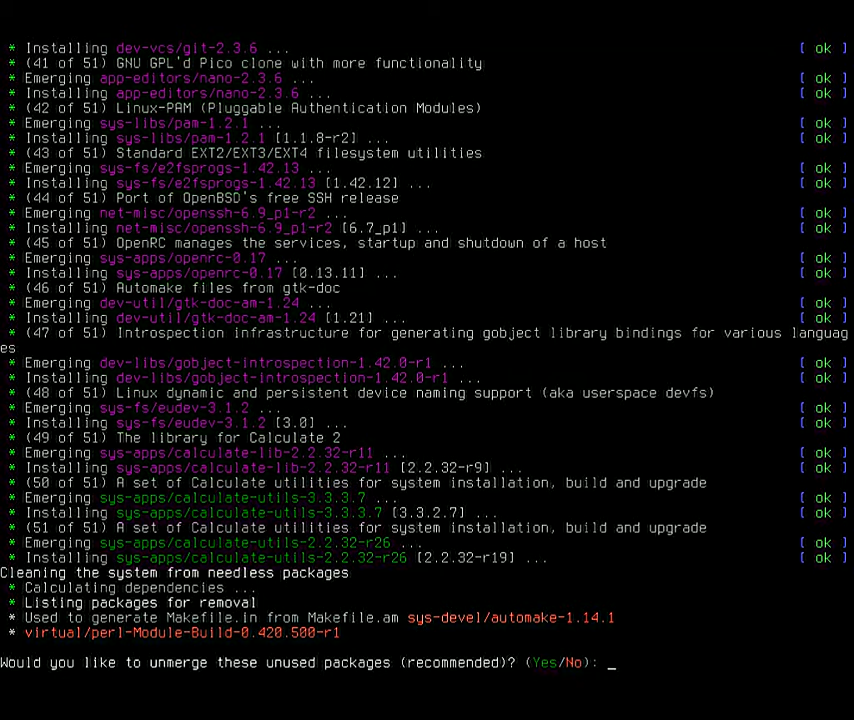 * Installing dev-vcs/git-2.3.6 ... [ ok ]
* (41 of 51) GNU GPL'd Pico clone with more functionality
* Emerging app-editors/nano-2.3.6 ... [ ok ]
* Installing app-editors/nano-2.3.6 ... [ ok ]
* (42 of 51) Linux-PAM (Pluggable Authentication Modules)
* Emerging sys-libs/pam-1.2.1 ... [ ok ]
* Installing sys-libs/pam-1.2.1 [1.1.8-r2] ... [ ok ]
* (43 of 51) Standard EXT2/EXT3/EXT4 filesystem utilities
* Emerging sys-fs/e2fsprogs-1.42.13 ... [ ok ]
* Installing sys-fs/e2fsprogs-1.42.13 [1.42.12] ... [ ok ]
* (44 of 51) Port of OpenBSD's free SSH release
* Emerging net-misc/openssh-6.9_p1-r2 ... [ ok ]
* Installing net-misc/openssh-6.9_p1-r2 [6.7_p1] ... [ ok ]
* (45 of 51) OpenRC manages the services, startup and shutdown of a host
* Emerging sys-apps/openrc-0.17 ... [ ok ]
* Installing sys-apps/openrc-0.17 [0.13.11] ... [ ok ]
* (46 of 51) Automake files from gtk-doc
* Emerging dev-util/gtk-doc-am-1.24 ... [ ok ]
* Installing dev-util/gtk-doc-am-1.24 [1.21] ... [ ok ]
* (47 of 51) Introspection infrastructure for generating gobject library bindings for various languag
es
* Emerging dev-libs/gobject-introspection-1.42.0-r1 ... [ ok ]
* Installing dev-libs/gobject-introspection-1.42.0-r1 ... [ ok ]
* (48 of 51) Linux dynamic and persistent device naming support (aka userspace devfs)
* Emerging sys-fs/eudev-3.1.2 ... [ ok ]
* Installing sys-fs/eudev-3.1.2 [3.0] ... [ ok ]
* (49 of 51) The library for Calculate 2
* Emerging sys-apps/calculate-lib-2.2.32-r11 ... [ ok ]
* Installing sys-apps/calculate-lib-2.2.32-r11 [2.2.32-r9] ... [ ok ]
* (50 of 51) A set of Calculate utilities for system installation, build and upgrade
* Emerging sys-apps/calculate-utils-3.3.3.7 ... [ ok ]
* Installing sys-apps/calculate-utils-3.3.3.7 [3.3.2.7] ... [ ok ]
* (51 of 51) A set of Calculate utilities for system installation, build and upgrade
* Emerging sys-apps/calculate-utils-2.2.32-r26 ... [ ok ]
* Installing sys-apps/calculate-utils-2.2.32-r26 [2.2.32-r19] ... [ ok ]
Cleaning the system from needless packages
* Calculating dependencies ... [ ok ]
* Listing packages for removal [ ok ]
* Used to generate Makefile.in from Makefile.am sys-devel/automake-1.14.1
* virtual/perl-Module-Build-0.420.500-r1
Would you like to unmerge these unused packages (recommended)? (Yes/No): _